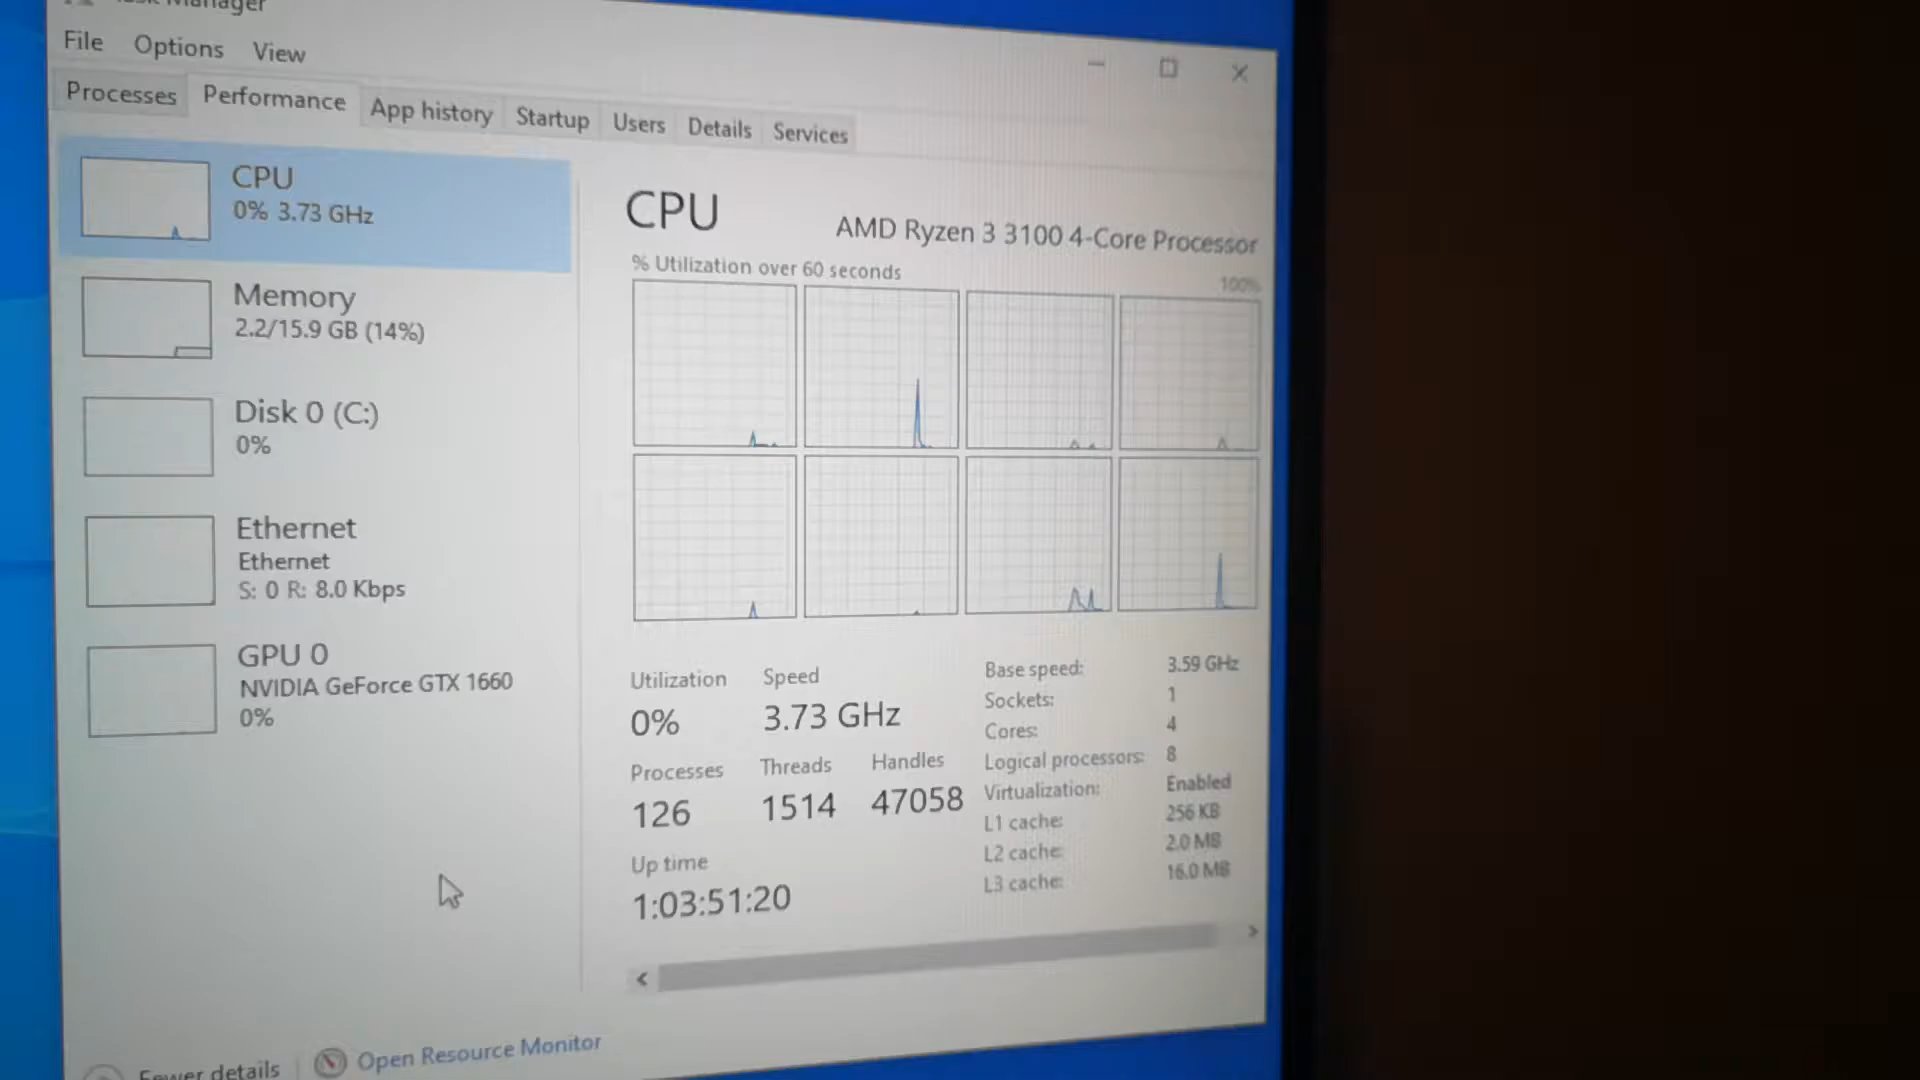 Task Manager
File Options View
Processes Performance App history Startup Users Details Services
CPU
0% 3.73 GHz
Memory
2.2/15.9 GB (14%)
Disk 0 (C:)
0%
Ethernet
Ethernet
S: 0 R: 8.0 Kbps
GPU 0
NVIDIA GeForce GTX 1660
0%
CPU
AMD Ryzen 3 3100 4-Core Processor
% Utilization over 60 seconds
100%
Utilization Speed
0% 3.73 GHz
Processes Threads Handles
126 1514 47058
Up time
1:03:51:20
Base speed: 3.59 GHz
Sockets: 1
Cores: 4
Logical processors: 8
Virtualization: Enabled
L1 cache: 256 KB
L2 cache: 2.0 MB
L3 cache: 16.0 MB
Fewer details Open Resource Monitor